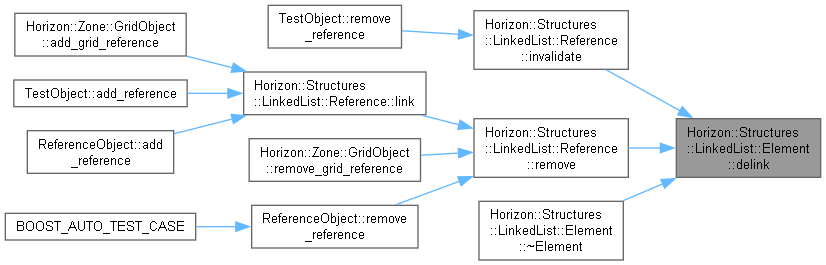 Horizon::Zone::GridObject
::add_grid_reference
TestObject::add_reference
ReferenceObject::add
_reference
BOOST_AUTO_TEST_CASE
TestObject::remove
_reference
Horizon::Structures
::LinkedList::Reference::link
Horizon::Zone::GridObject
::remove_grid_reference
ReferenceObject::remove
_reference
Horizon::Structures
::LinkedList::Reference
::invalidate
Horizon::Structures
::LinkedList::Reference
::remove
Horizon::Structures
::LinkedList::Element
::~Element
Horizon::Structures
::LinkedList::Element
::delink